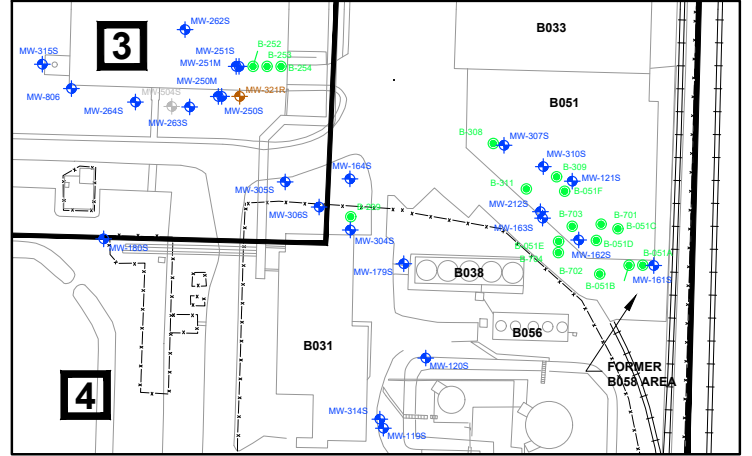 MW-262S
B033
3
MW-315S
MW-251S
B-252
B-253
MW-251M
B-254
MW-250M
MW-806
MW-504S
MW-321R
MW-264S
MW-263S
MW-250S
B051
B-308
MW-307S
MW-310S
B-309
MW-121S
B-311
B-051F
MW-164S
MW-305S
MW-306S
MW-212S
MW-163S
B-703
B-701
B-051C
MW-304S
B-051E
B-051D
MW-162S
MW-180S
MW-179S
B038
B-702
B-051A
B-051B
MW-161S
B031
B056
MW-120S
FORMER
B058 AREA
4
MW-314S
MW-119S